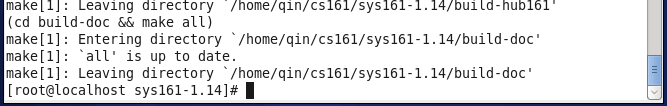 make[1]: Leaving directory `/home/qin/cs161/sys161-1.14/build-hub161'
(cd build-doc && make all)
make[1]: Entering directory `/home/qin/cs161/sys161-1.14/build-doc'
make[1]: `all' is up to date.
make[1]: Leaving directory `/home/qin/cs161/sys161-1.14/build-doc'
[root@localhost sys161-1.14]#